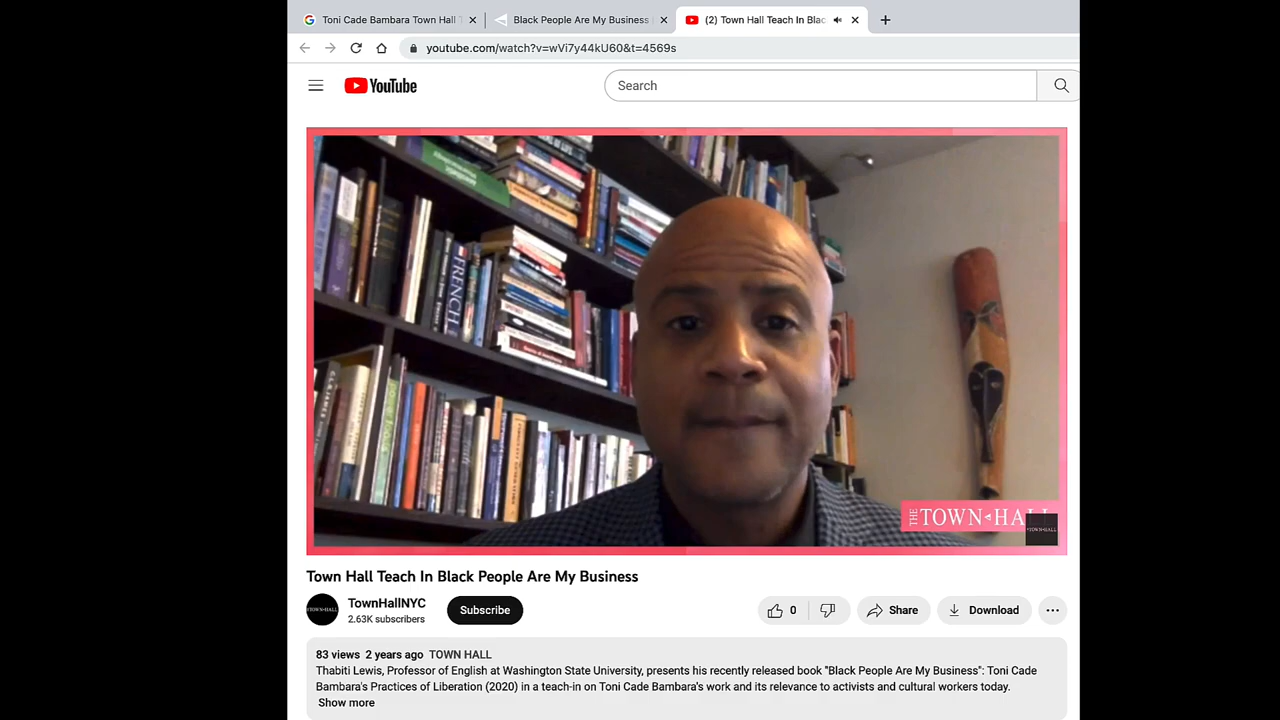 Toni Cade Bambara Town Hall T
Black People Are My Business
(2) Town Hall Teach In Blac
youtube.com/watch?v=wVi7y44kU60&t=4569s
YouTube
Search
FRENCH
THE TOWN HA
TOWN HALL
Town Hall Teach In Black People Are My Business
TOWN HALL
TownHallNYC
2.63K subscribers
Subscribe
0
Share
Download
83 views 2 years ago TOWN HALL
Thabiti Lewis, Professor of English at Washington State University, presents his recently released book "Black People Are My Business": Toni Cade
Bambara's Practices of Liberation (2020) in a teach-in on Toni Cade Bambara's work and its relevance to activists and cultural workers today.
Show more